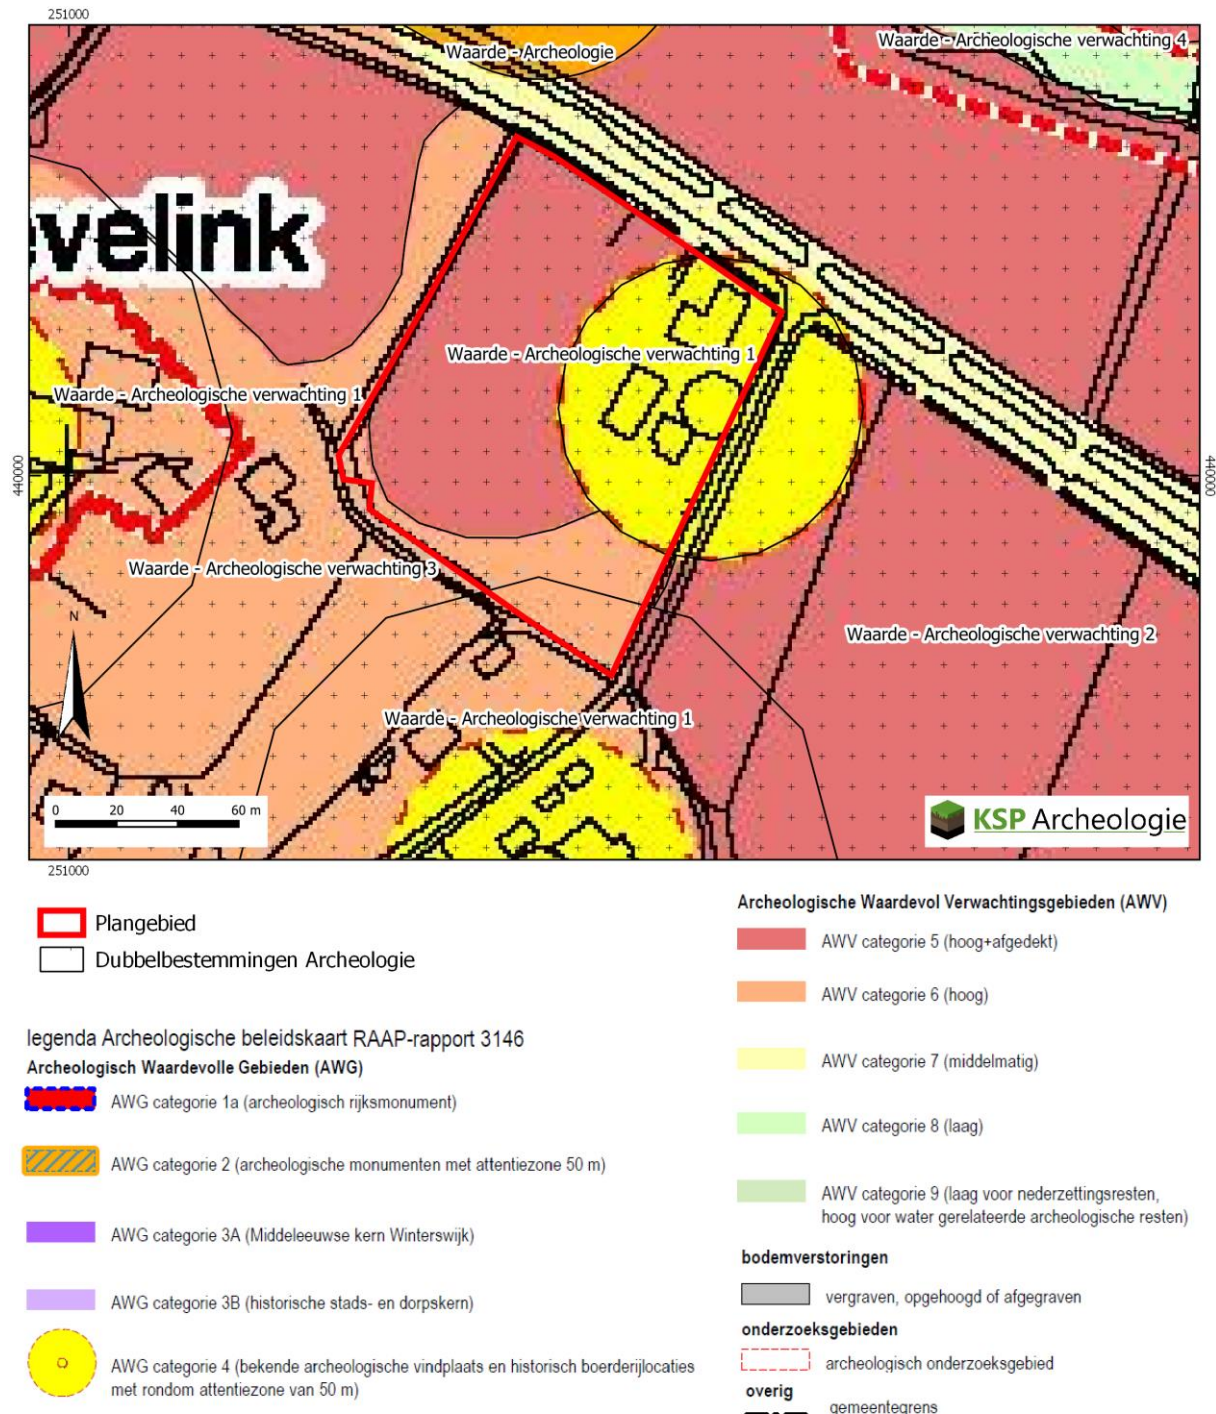 251000
Waarde - Archeologie
Waarde - Archeologische verwachting 4
evelink
Waarde - Archeologische verwachting 1
Waarde - Archeologische verwachting 1
440000
440000
Waarde - Archeologische verwachting 3
Waarde - Archeologische verwachting 2
N
Waarde - Archeologische verwachting 1
0 20 40 60 m
KSP Archeologie
251000
Plangebied
Dubbelbestemmingen Archeologie
legenda Archeologische beleidskaart RAAP-rapport 3146
Archeologisch Waardevolle Gebieden (AWG)
AWG categorie 1a (archeologisch rijksmonument)
AWG categorie 2 (archeologische monumenten met attentiezone 50 m)
AWG categorie 3A (Middeleeuwse kern Winterswijk)
AWG categorie 3B (historische stads- en dorpskern)
AWG categorie 4 (bekende archeologische vindplaats en historisch boerderijlocaties
met rondom attentiezone van 50 m)
Archeologische Waardevol Verwachtingsgebieden (AWV)
AWV categorie 5 (hoog+afgedekt)
AWV categorie 6 (hoog)
AWV categorie 7 (middelmatig)
AWV categorie 8 (laag)
AWV categorie 9 (laag voor nederzettingsresten,
hoog voor water gerelateerde archeologische resten)
bodemverstoringen
vergraven, opgehoogd of afgegraven
onderzoeksgebieden
archeologisch onderzoeksgebied
overig
gemeentegrens